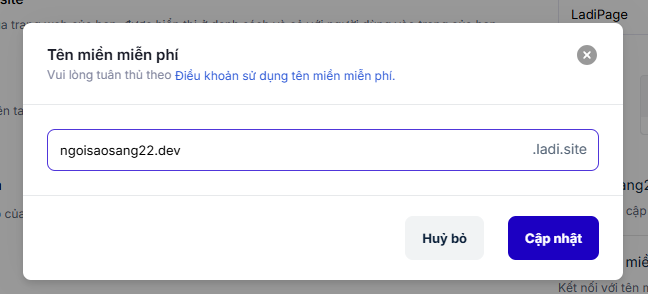 site
LadiPage
Tên miền miễn phí
Vui lòng tuân thủ theo Điều khoản sử dụng tên miền miễn phí.
ngoisaosang22.dev .ladi.site
Huỷ bỏ Cập nhật
Kết nối với tên m